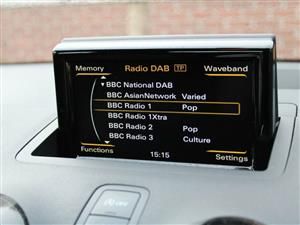 Memory Radio DAB TP Waveband
BBC National DAB
BBC AsianNetwork Varied
BBC Radio 1 Pop
BBC Radio 1Xtra
BBC Radio 2 Pop
BBC Radio 3 Culture
Functions 15:15 Settings